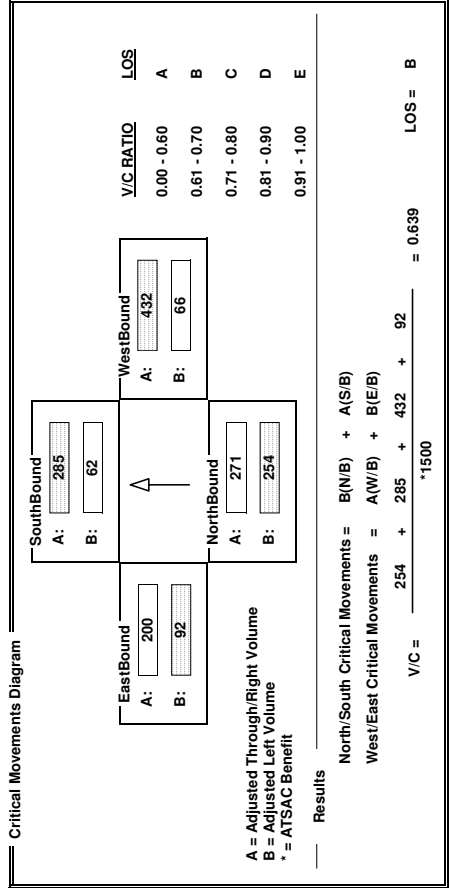 Critical Movements Diagram
SouthBound
A: 285
B: 62
EastBound
A: 200
B: 92
WestBound
A: 432
B: 66
NorthBound
A: 271
B: 254
V/C RATIO LOS
0.00 - 0.60 A
0.61 - 0.70 B
0.71 - 0.80 C
0.81 - 0.90 D
0.91 - 1.00 E
A = Adjusted Through/Right Volume
B = Adjusted Left Volume
* = ATSAC Benefit
Results
North/South Critical Movements = B(N/B) + A(S/B)
West/East Critical Movements = A(W/B) + B(E/B)
V/C = 254 + 285 + 432 + 92 = 0.639 LOS = B
*1500